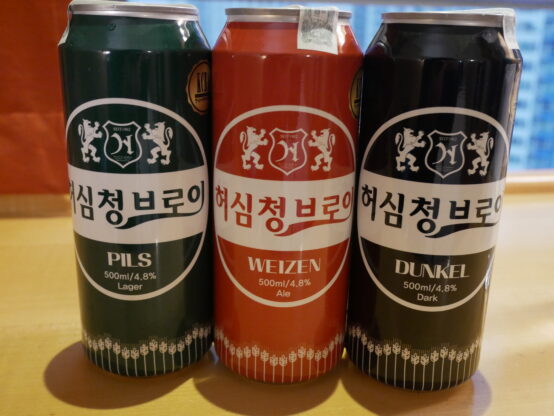 허심청브로이
PILS
500ml/4.8%
Lager
허심청브로이
WEIZEN
500ml/4.8%
Ale
허심청브로이
DUNKEL
500ml/4.8%
Dark